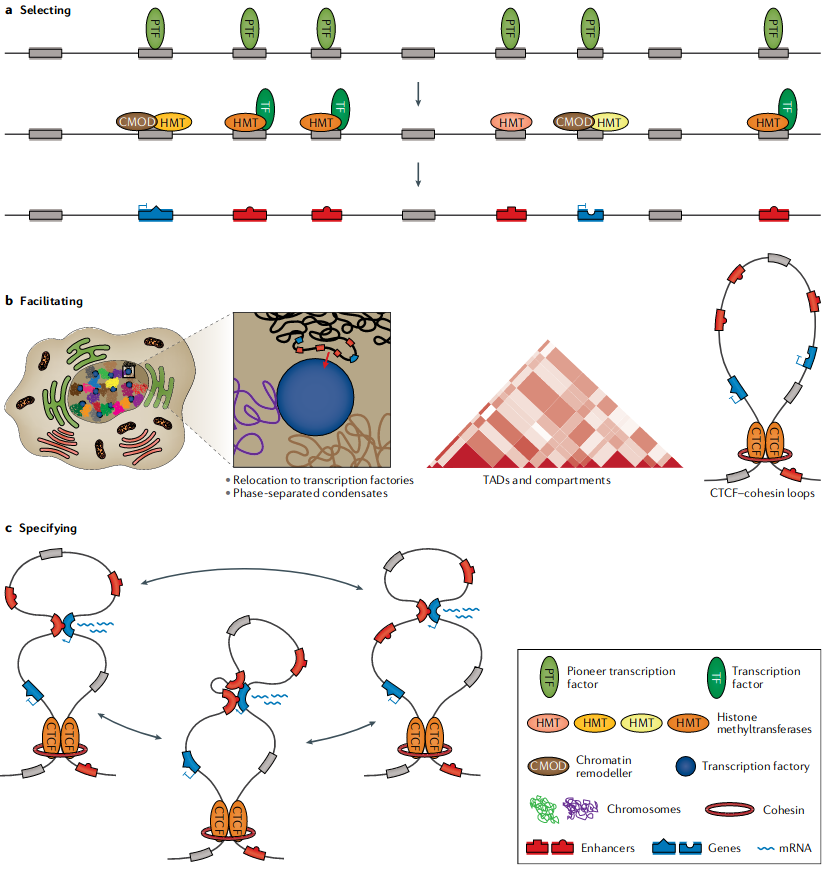 a Selecting
PTF PTF PTF PTF PTF PTF
CMOD HMT HMT TF HMT TF HMT CMOD HMT HMT TF
b Facilitating
CTCF CTCF
• Relocation to transcription factories
• Phase-separated condensates
TADs and compartments
CTCF–cohesin loops
c Specifying
CTCF CTCF
CTCF CTCF
CTCF CTCF
PTF Pioneer transcription
factor
TF Transcription
factor
HMT HMT HMT HMT Histone
methyltransferases
CMOD Chromatin
remodeller
Transcription factory
Chromosomes
Cohesin
Enhancers
Genes
mRNA